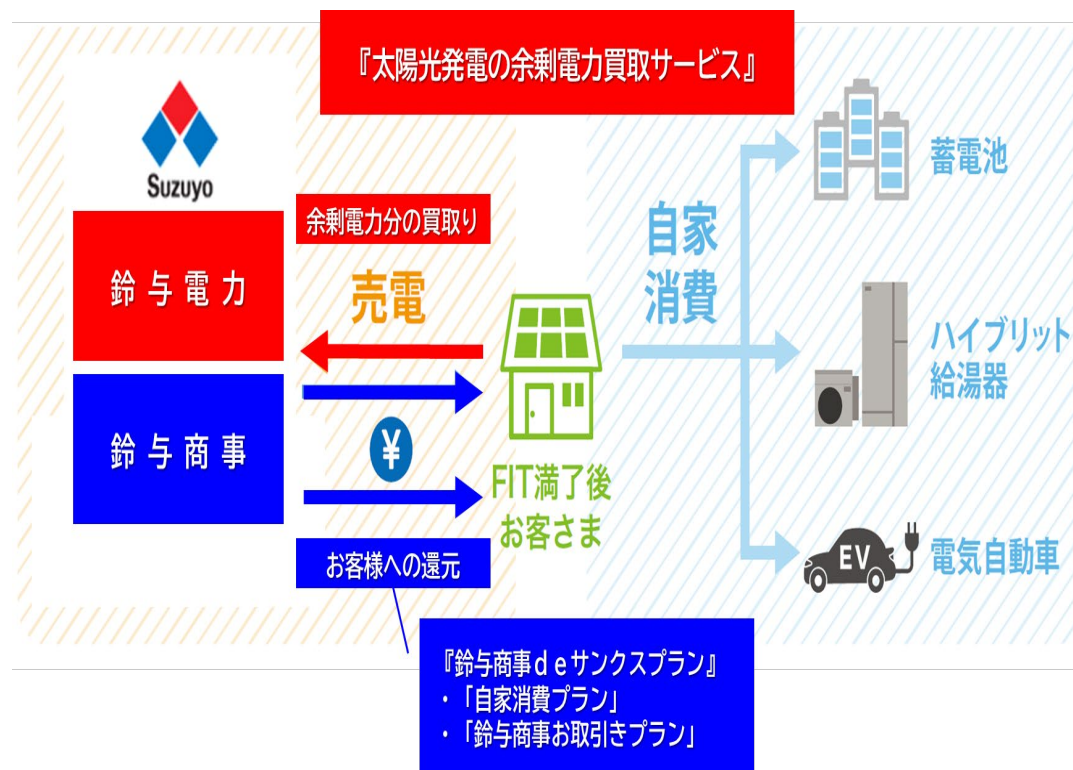 『太陽光発電の余剰電力買取サービス』
Suzuyo
鈴与電力
鈴与商事
余剰電力分の買取り
売電
¥
お客様への還元
FIT満了後
お客さま
自家
消費
蓄電池
ハイブリット
給湯器
EV
電気自動車
『鈴与商事ｄｅサンクスプラン』
・「自家消費プラン」
・「鈴与商事お取引きプラン」